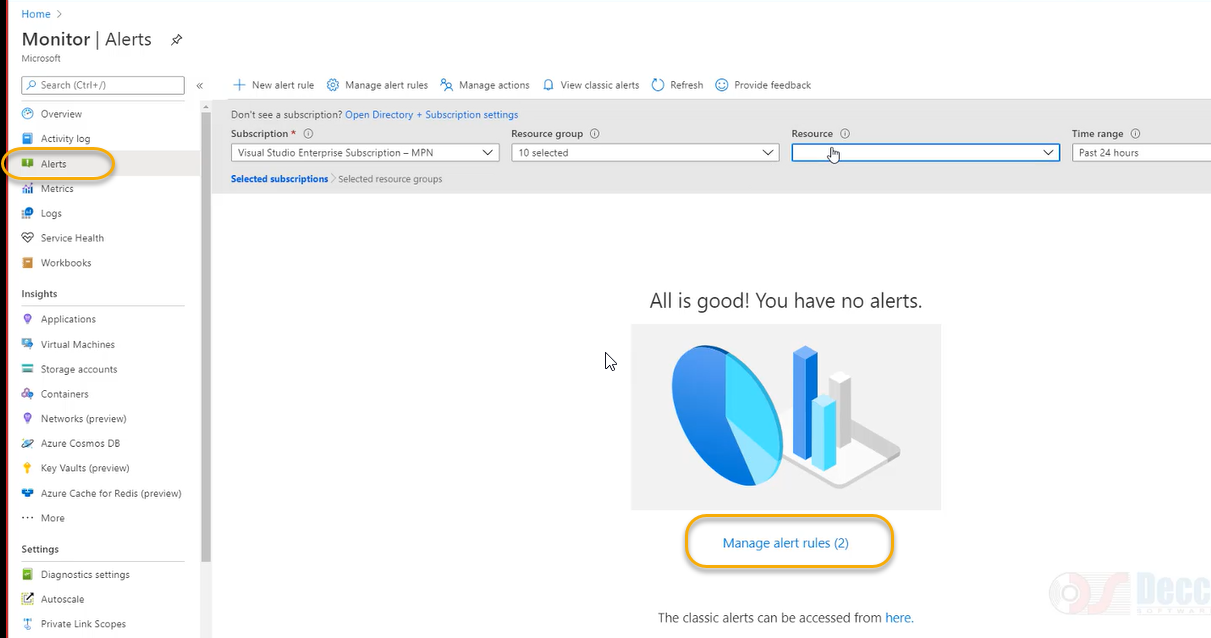 Home >
Monitor | Alerts
Microsoft
Search (Ctrl+/)
«
Overview
Activity log
Alerts
Metrics
Logs
Service Health
Workbooks
Insights
Applications
Virtual Machines
Storage accounts
Containers
Networks (preview)
Azure Cosmos DB
Key Vaults (preview)
Azure Cache for Redis (preview)
More
Settings
Diagnostics settings
Autoscale
Private Link Scopes
New alert rule Manage alert rules Manage actions View classic alerts Refresh Provide feedback
Don't see a subscription? Open Directory + Subscription settings
Subscription * Resource group Resource Time range
Visual Studio Enterprise Subscription – MPN 10 selected Past 24 hours
Selected subscriptions > Selected resource groups
All is good! You have no alerts.
Manage alert rules (2)
The classic alerts can be accessed from here.